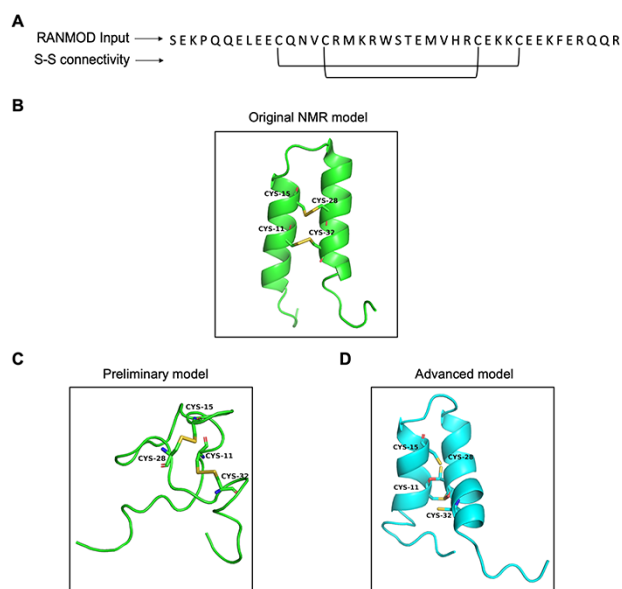 A
RANMOD Input SEKPQQELEECQNVCRMKRWSTEMVHRCEKKCEEKFERQQR
S-S connectivity
B
Original NMR model
CYS-15 CYS-28
CYS-11 CYS-32
C D
Preliminary model Advanced model
CYS-15
CYS-28 CYS-11
CYS-32
CYS-15
CYS-28
CYS-11
CYS-32